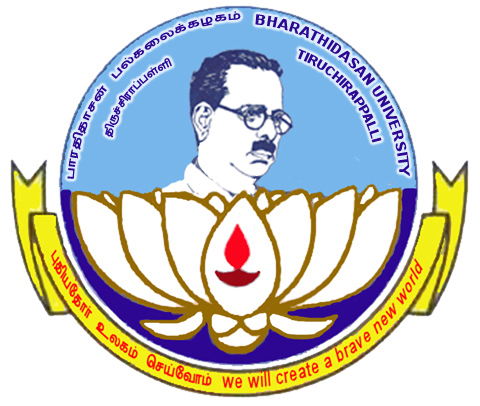 பாரதிதாசன் பல்கலைக்கழகம் BHARATHIDASAN UNIVERSITY
திருச்சிராப்பள்ளி TIRUCHIRAPPALLI
புதியதோர் உலகம் செய்வோம் we will create a brave new world